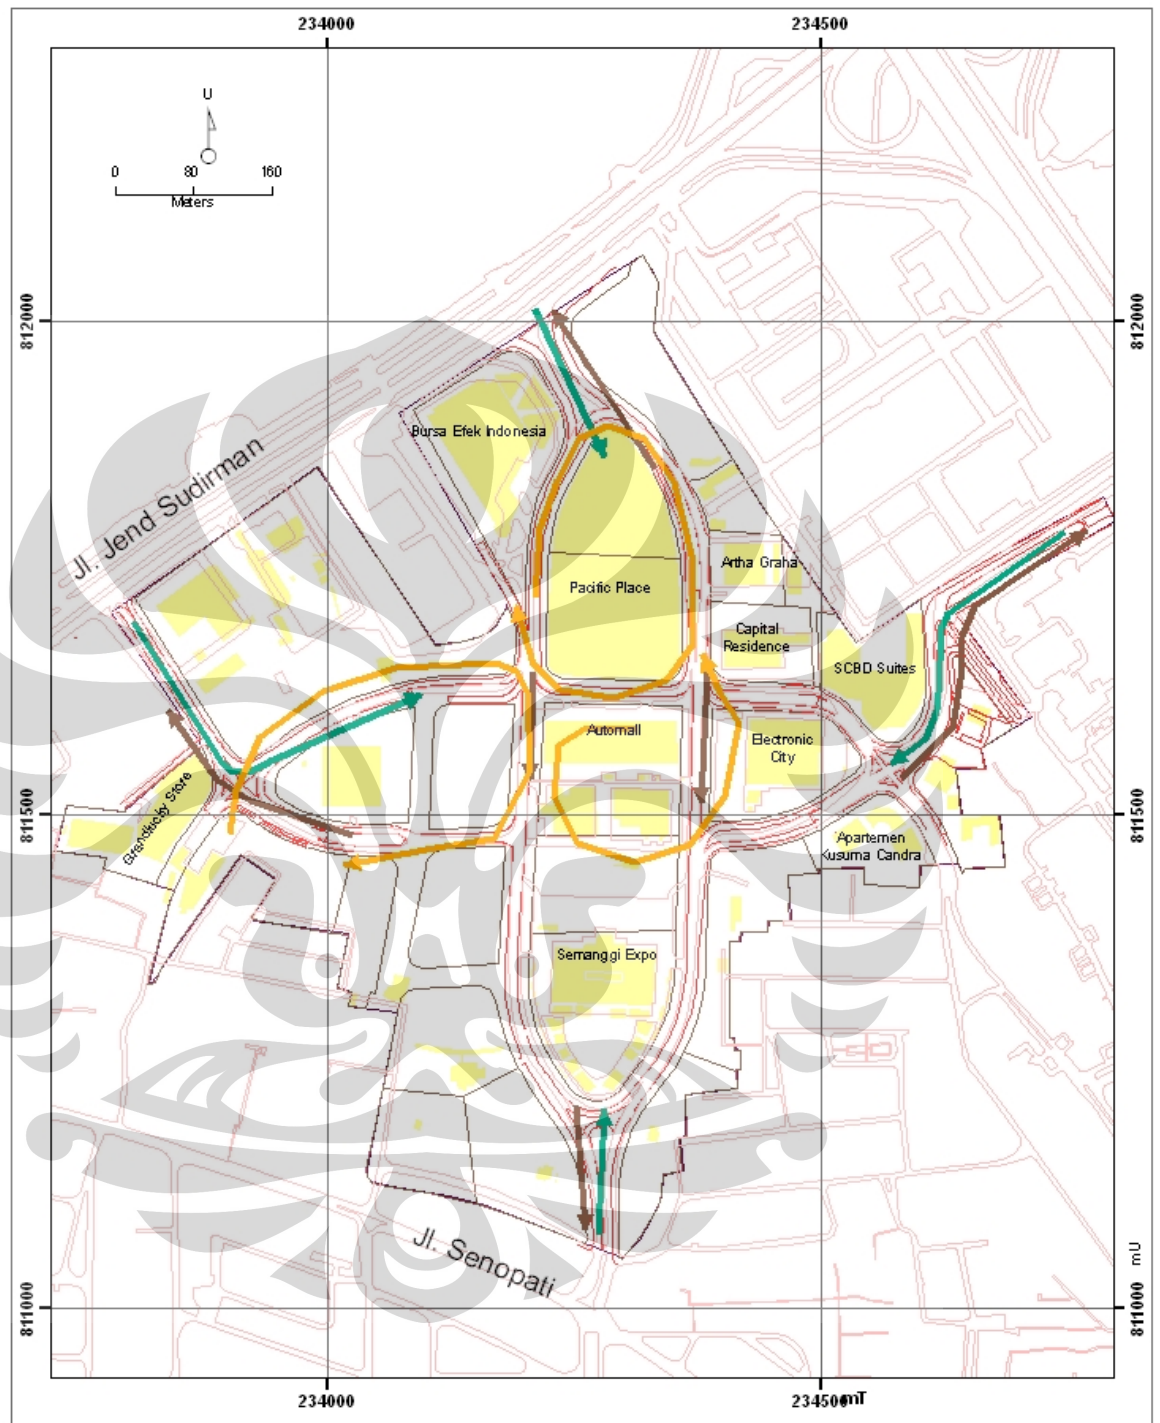 234000 234500
U
0 80 160
Meters
812000 812000
Bursa Efek Indonesia
Jl. Jend Sudirman
Artha Graha
Pacific Place
Capital
Residence
SCBD Suites
Automall
Electronic
City
811500 811500
Grandlucky Store
Apartemen
Kusuma Candra
Semanggi Expo
Jl. Senopati
mU
811000 811000
234000 234500 mT